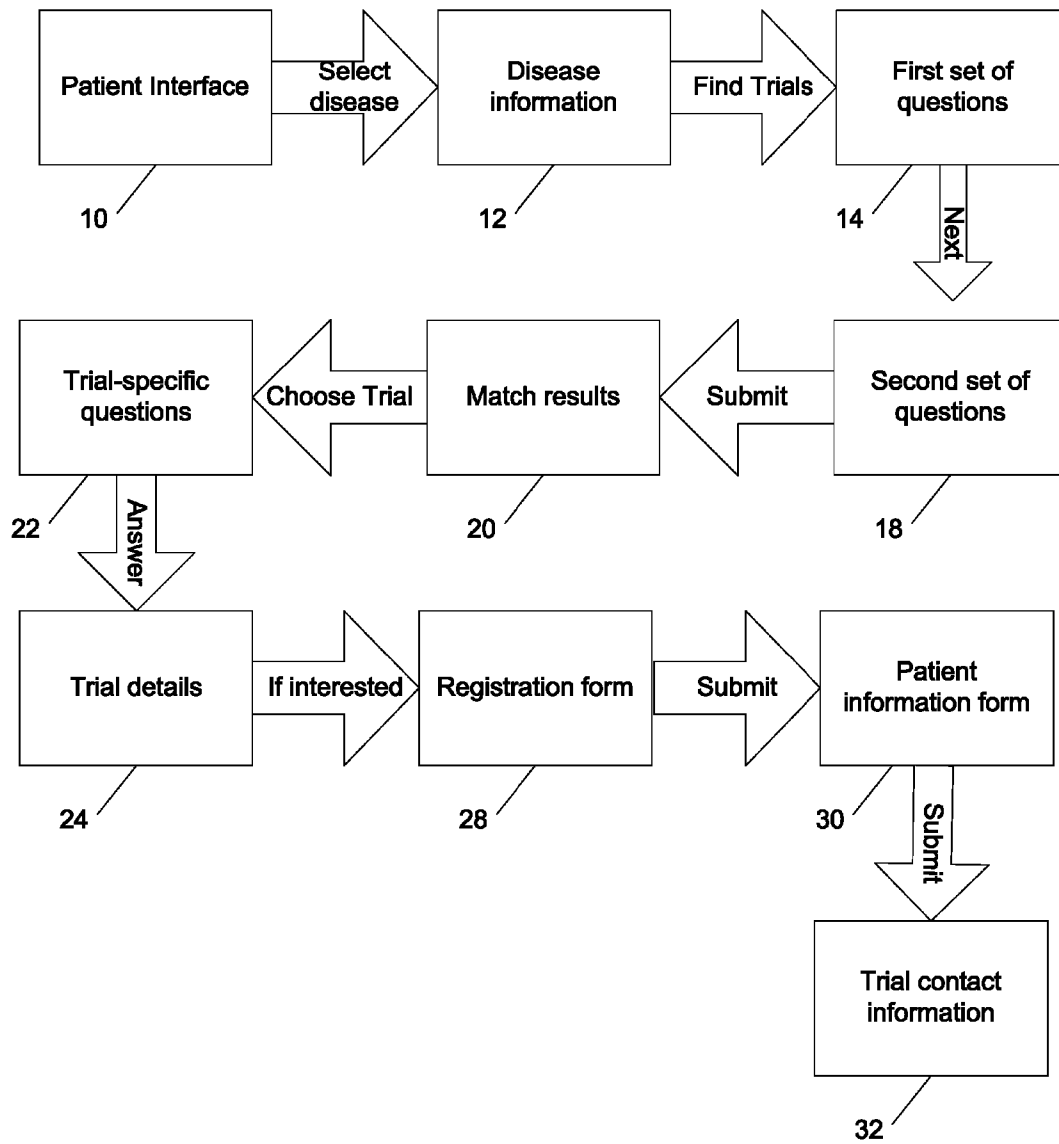 Patient Interface
Select
disease
Disease
information
Find Trials
First set of
questions
10
12
14
Next
Trial-specific
questions
Choose Trial
Match results
Submit
Second set of
questions
22
20
18
Answer
Trial details
If interested
Registration form
Submit
Patient
information form
24
28
30
Submit
Trial contact
information
32